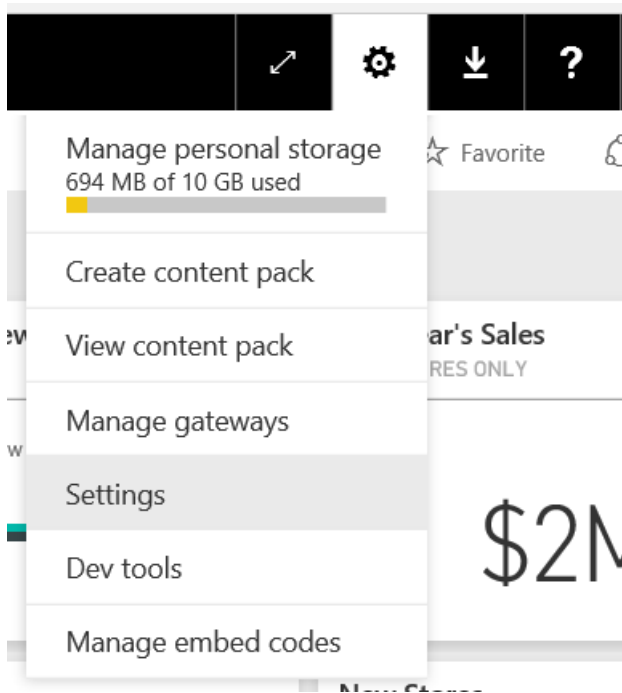 ?
Manage personal storage
694 MB of 10 GB used
Favorite
Create content pack
View content pack
ar's Sales
RES ONLY
Manage gateways
w
Settings
$2M
Dev tools
Manage embed codes
New Stores